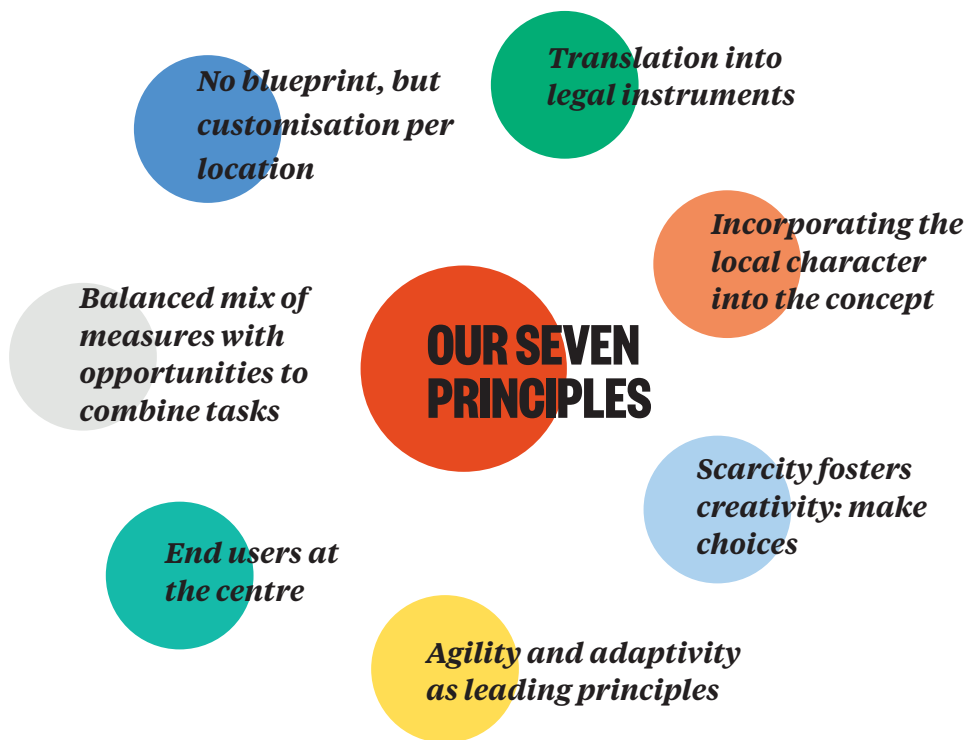 No blueprint, but
customisation per
location
Translation into
legal instruments
Incorporating the
local character
into the concept
Balanced mix of
measures with
opportunities to
combine tasks
OUR SEVEN
PRINCIPLES
Scarcity fosters
creativity: make
choices
End users at
the centre
Agility and adaptivity
as leading principles